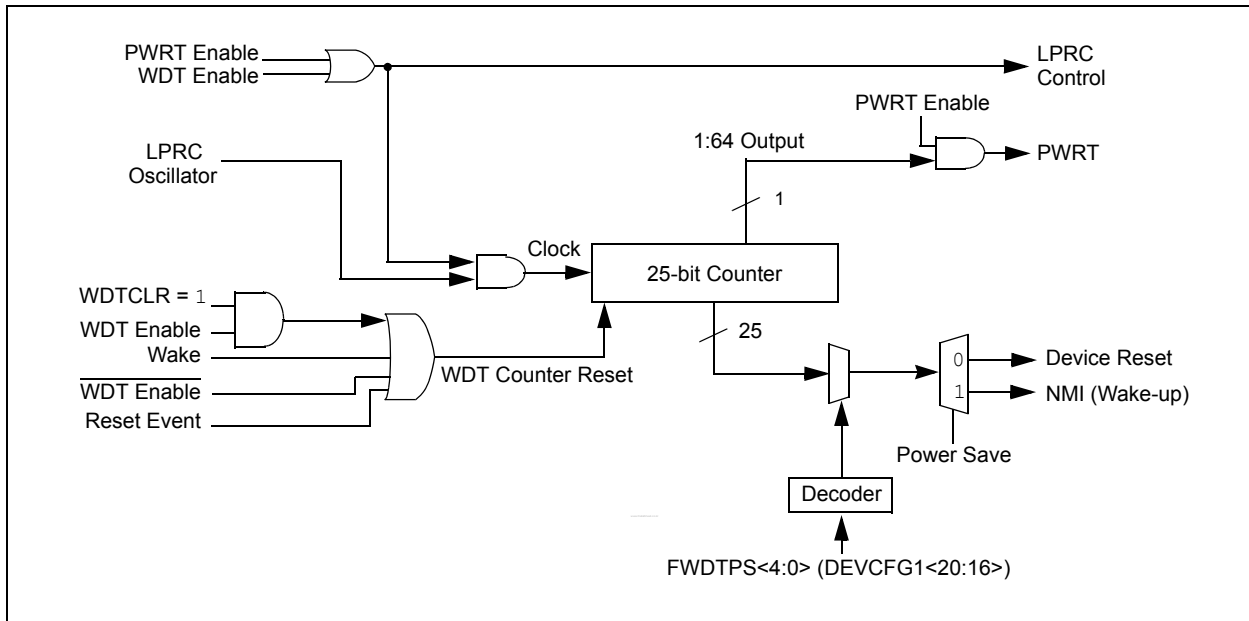 PWRT Enable
WDT Enable
LPRC
Control
PWRT Enable
LPRC
Oscillator
1:64 Output
PWRT
1
Clock
25-bit Counter
WDTCLR = 1
WDT Enable
Wake
WDT Enable
Reset Event
WDT Counter Reset
25
0
Device Reset
1
NMI (Wake-up)
Power Save
Decoder
FWDTPS<4:0> (DEVCFG1<20:16>)